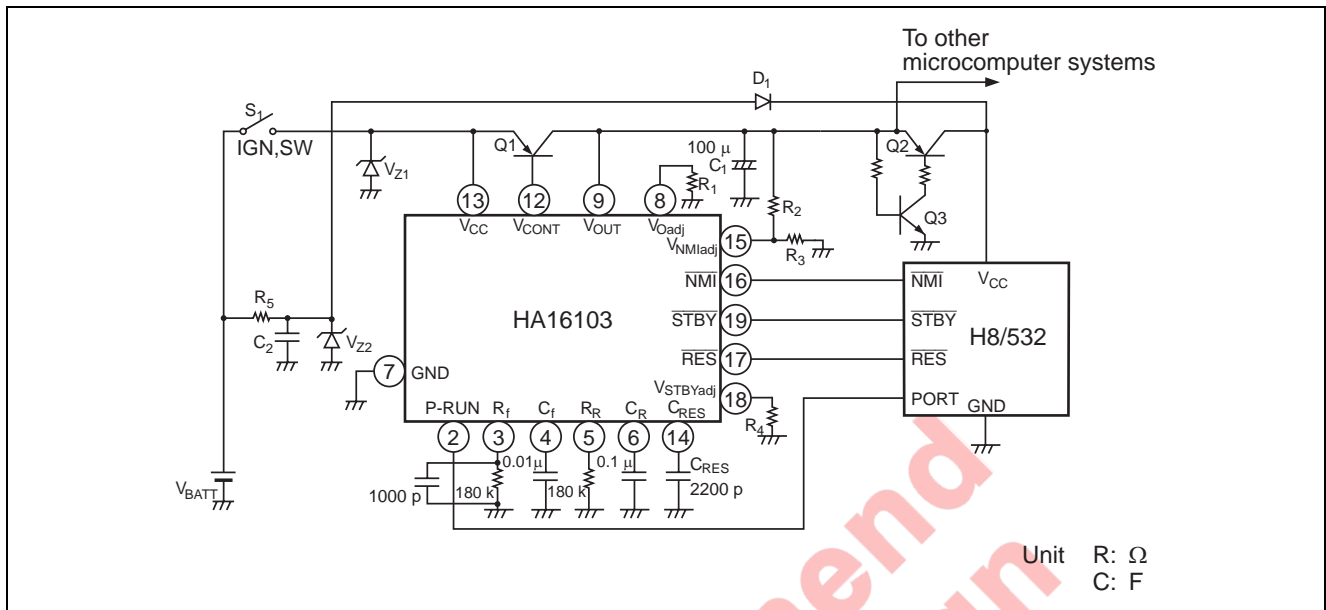 To other
microcomputer systems
D1
S1
IGN,SW
Q1
Q2
VZ1
100 μ
C1
R1
13
12
9
8
R2
Q3
VCC
VCONT
VOUT
VOadj
VNMIadj
15
R3
NMI
16
NMI
VCC
R5
HA16103
STBY
19
STBY
H8/532
C2
VZ2
RES
17
RES
7
GND
VSTBYadj
18
PORT
GND
P-RUN
Rf
Cf
RR
CR
CRES
R4
2
3
4
5
6
14
0.01μ
0.1 μ
CRES
2200 p
1000 p
180 k
180 k
VBATT
end
gn
Unit R: Ω
C: F